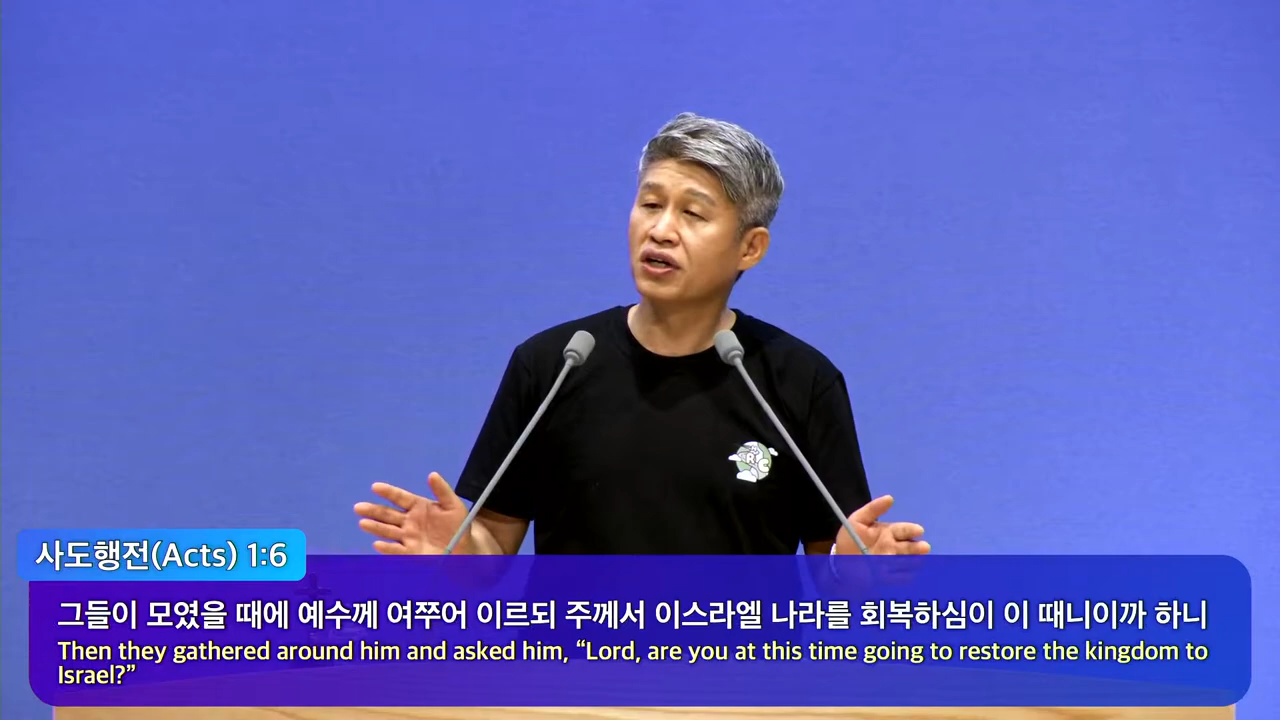 사도행전(Acts) 1:6
그들이 모였을 때에 예수께 여쭈어 이르되 주께서 이스라엘 나라를 회복하심이 이 때니이까 하니
Then they gathered around him and asked him, “Lord, are you at this time going to restore the kingdom to
Israel?”